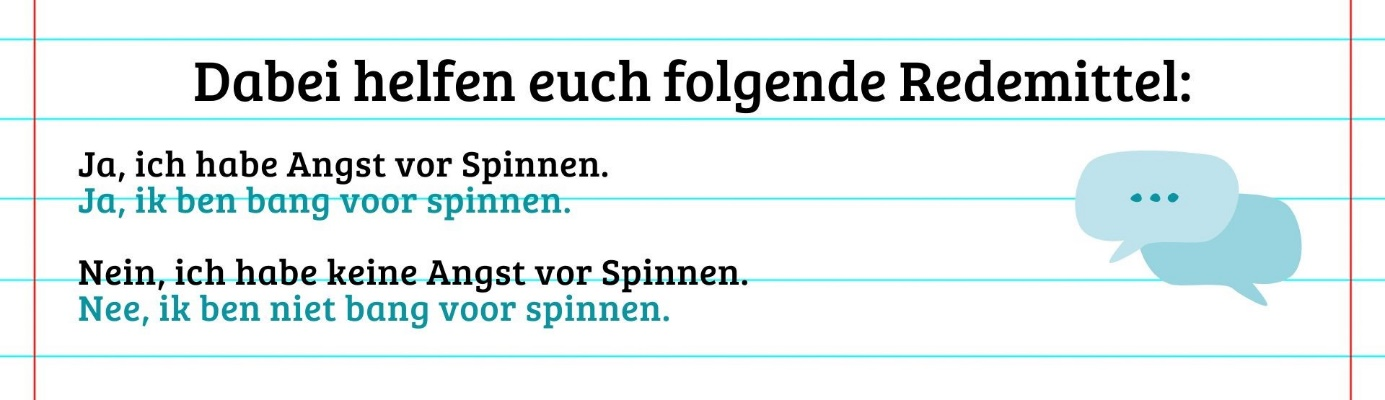 Dabei helfen euch folgende Redemittel:
Ja, ich habe Angst vor Spinnen.
Ja, ik ben bang voor spinnen.
Nein, ich habe keine Angst vor Spinnen.
Nee, ik ben niet bang voor spinnen.